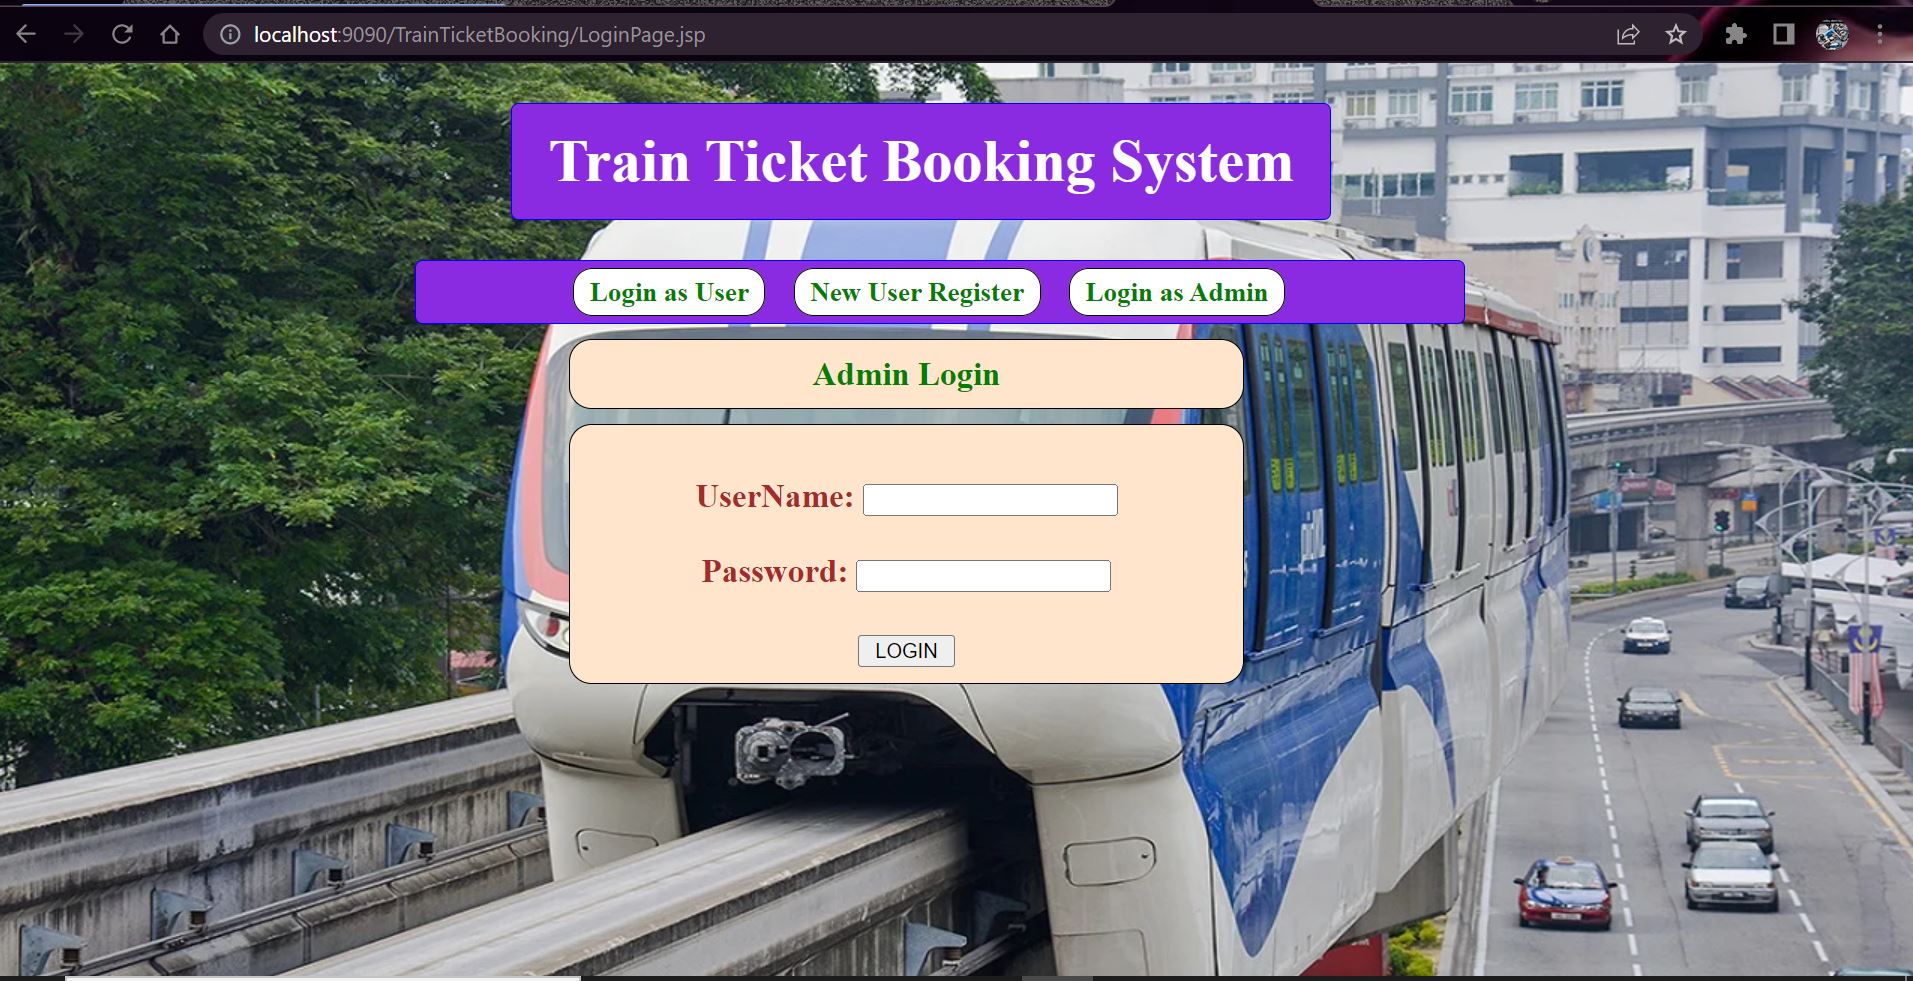 localhost:9090/TrainTicketBooking/LoginPage.jsp
Train Ticket Booking System
Login as User New User Register Login as Admin
Admin Login
UserName:
Password:
LOGIN